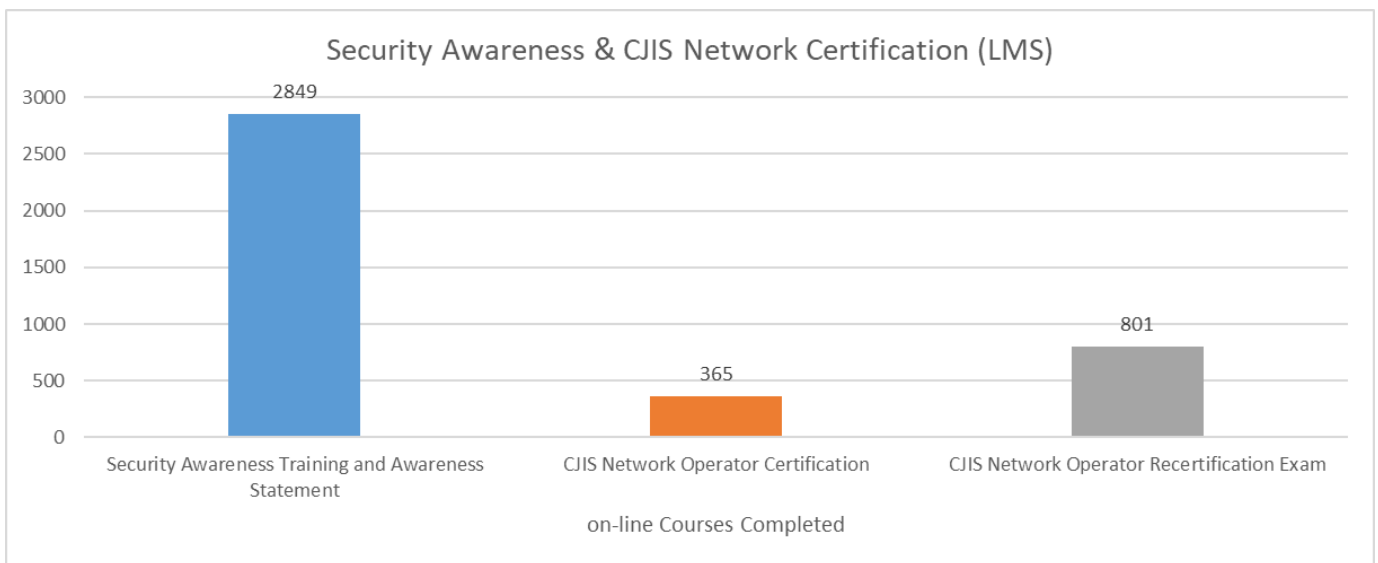 Security Awareness & CJIS Network Certification (LMS)
3000
2500
2000
1500
1000
500
0
2849
365
801
Security Awareness Training and Awareness
Statement
CJIS Network Operator Certification
CJIS Network Operator Recertification Exam
on-line Courses Completed